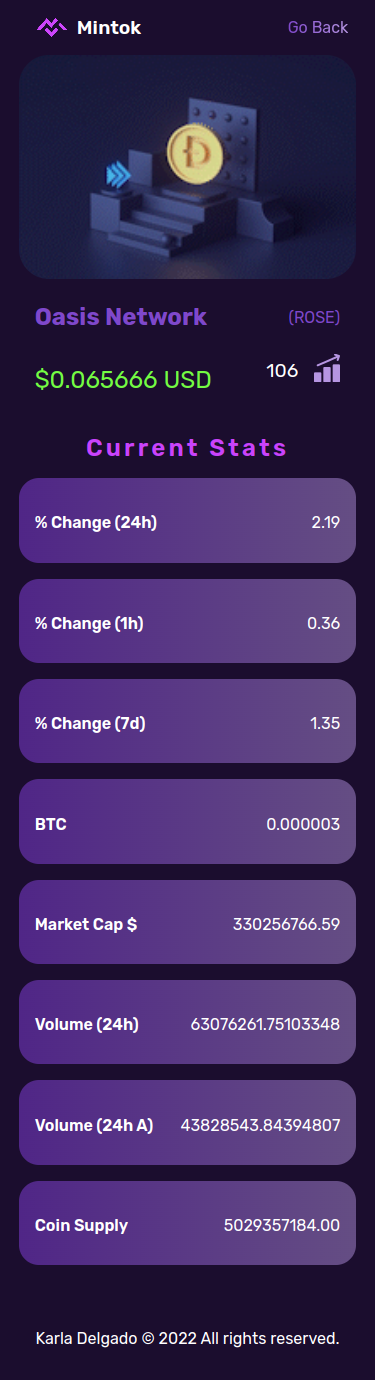 Mintok Go Back
Oasis Network (ROSE)
$0.065666 USD 106
Current Stats
% Change (24h) 2.19
% Change (1h) 0.36
% Change (7d) 1.35
BTC 0.000003
Market Cap $ 330256766.59
Volume (24h) 63076261.75103348
Volume (24h A) 43828543.84394807
Coin Supply 5029357184.00
Karla Delgado © 2022 All rights reserved.